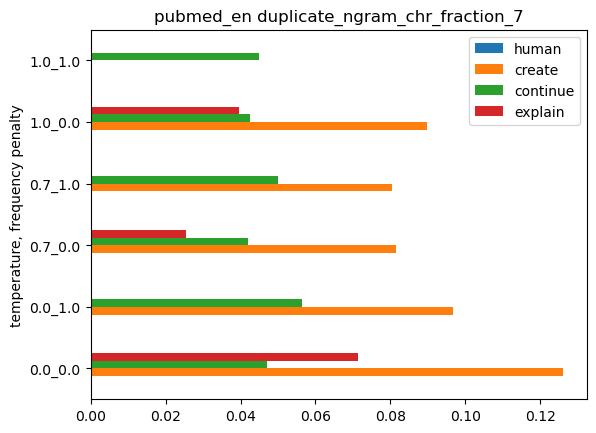 pubmed_en duplicate_ngram_chr_fraction_7
human
create
continue
explain
temperature, frequency penalty
1.0_1.0
1.0_0.0
0.7_1.0
0.7_0.0
0.0_1.0
0.0_0.0
0.00 0.02 0.04 0.06 0.08 0.10 0.12